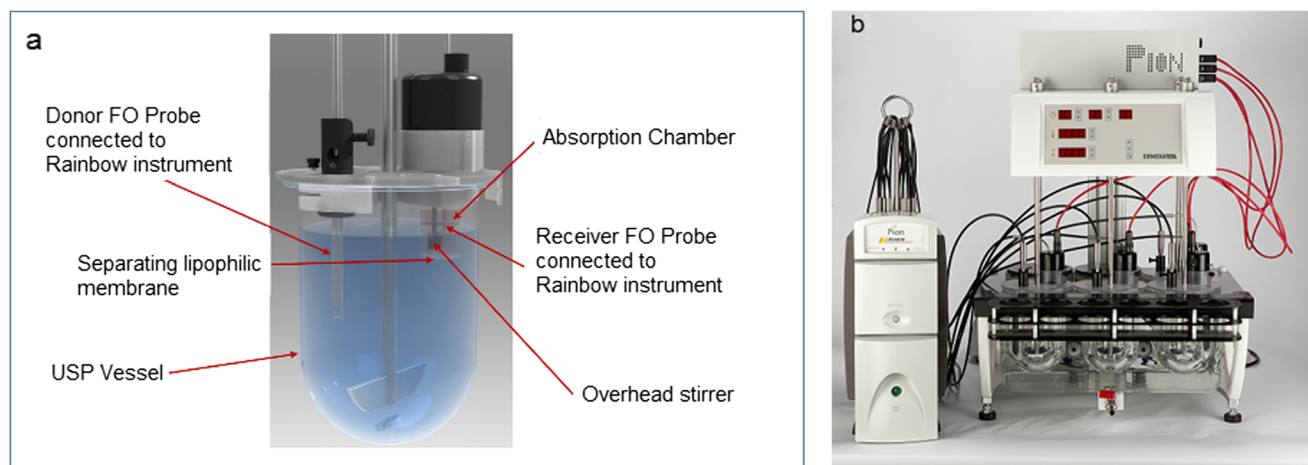 a
Donor FO Probe
connected to
Rainbow instrument
Separating lipophilic
membrane
USP Vessel
Absorption Chamber
Receiver FO Probe
connected to
Rainbow instrument
Overhead stirrer
b
PION
ERWEKA
Pion